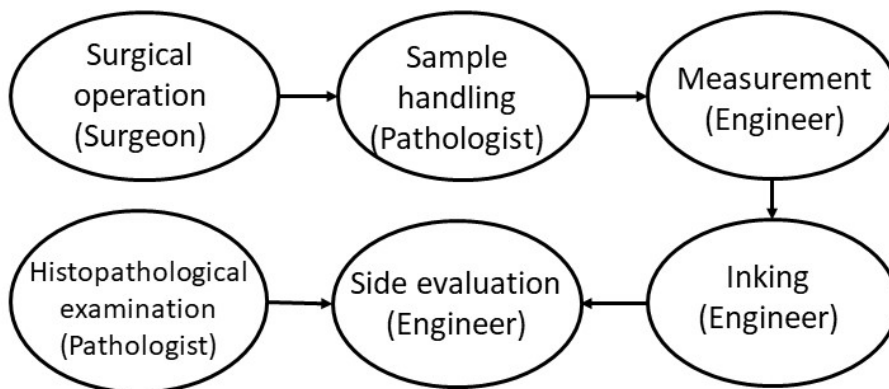 Surgical
operation
(Surgeon)
Sample
handling
(Pathologist)
Measurement
(Engineer)
Histopathological
examination
(Pathologist)
Side evaluation
(Engineer)
Inking
(Engineer)